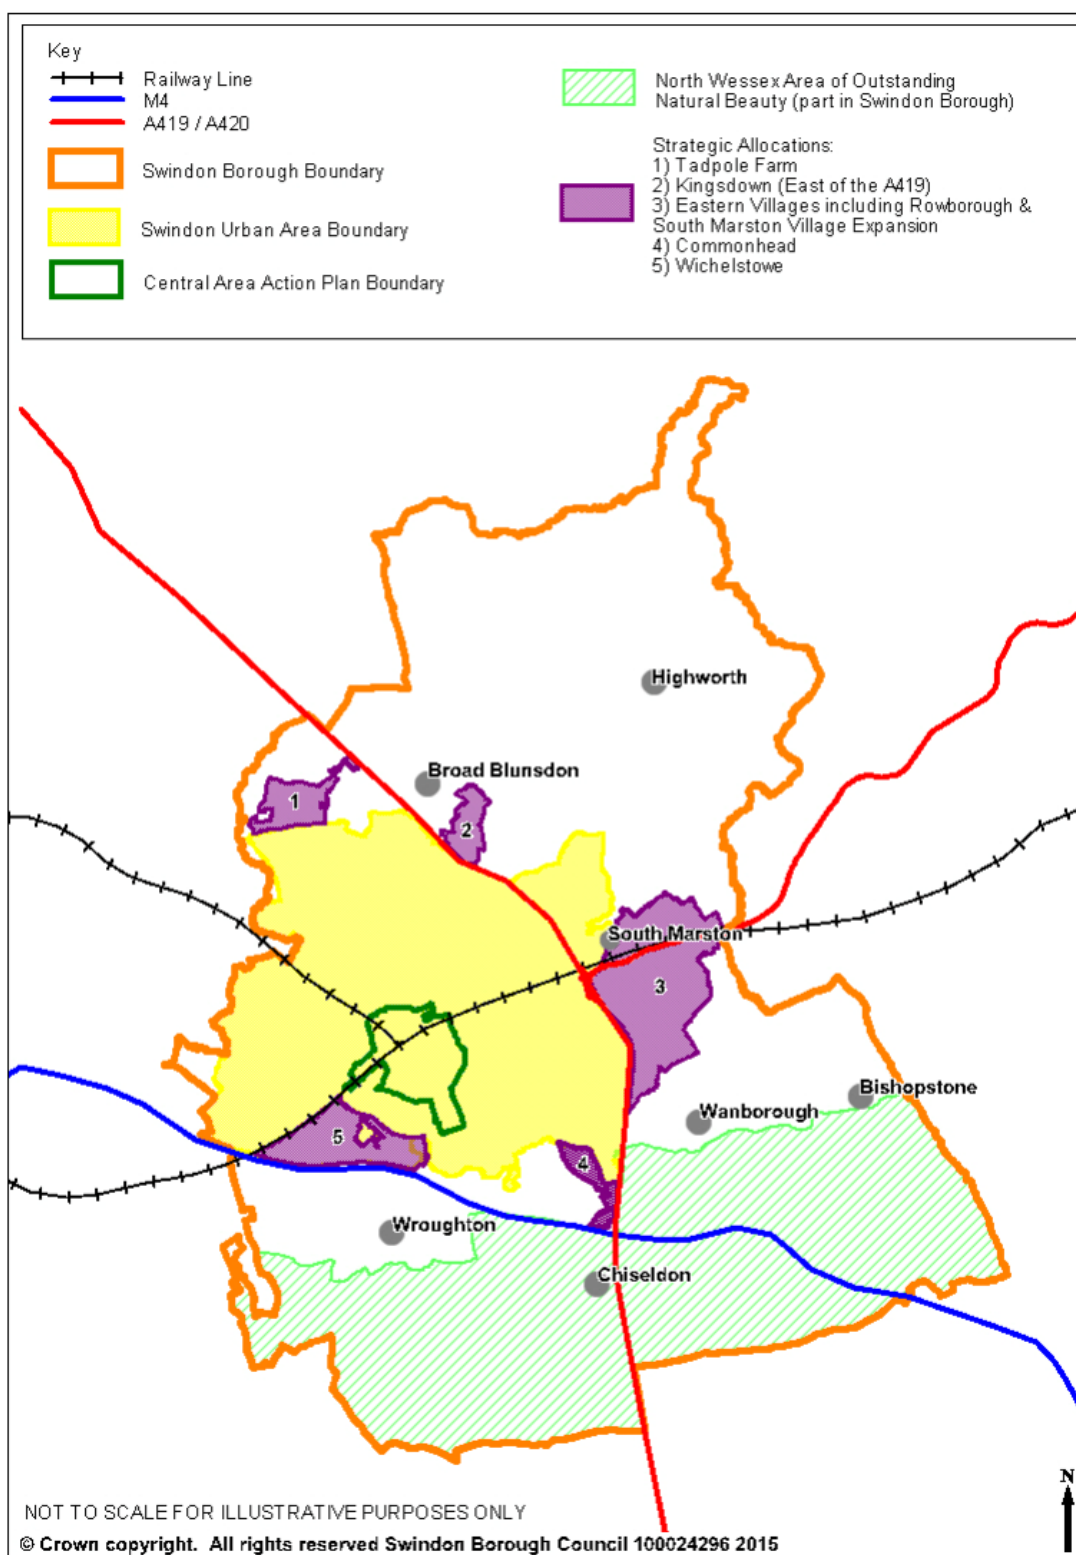 Key
Railway Line
M4
A419 / A420
Swindon Borough Boundary
Swindon Urban Area Boundary
Central Area Action Plan Boundary
North Wessex Area of Outstanding
Natural Beauty (part in Swindon Borough)
Strategic Allocations:
1) Tadpole Farm
2) Kingsdown (East of the A419)
3) Eastern Villages including Rowborough &
South Marston Village Expansion
4) Commonhead
5) Wichelstowe
Highworth
Broad Blunsdon
1
2
South Marston
3
Bishopstone
Wanborough
5
4
Wroughton
Chiseldon
N
NOT TO SCALE FOR ILLUSTRATIVE PURPOSES ONLY
© Crown copyright. All rights reserved Swindon Borough Council 100024296 2015